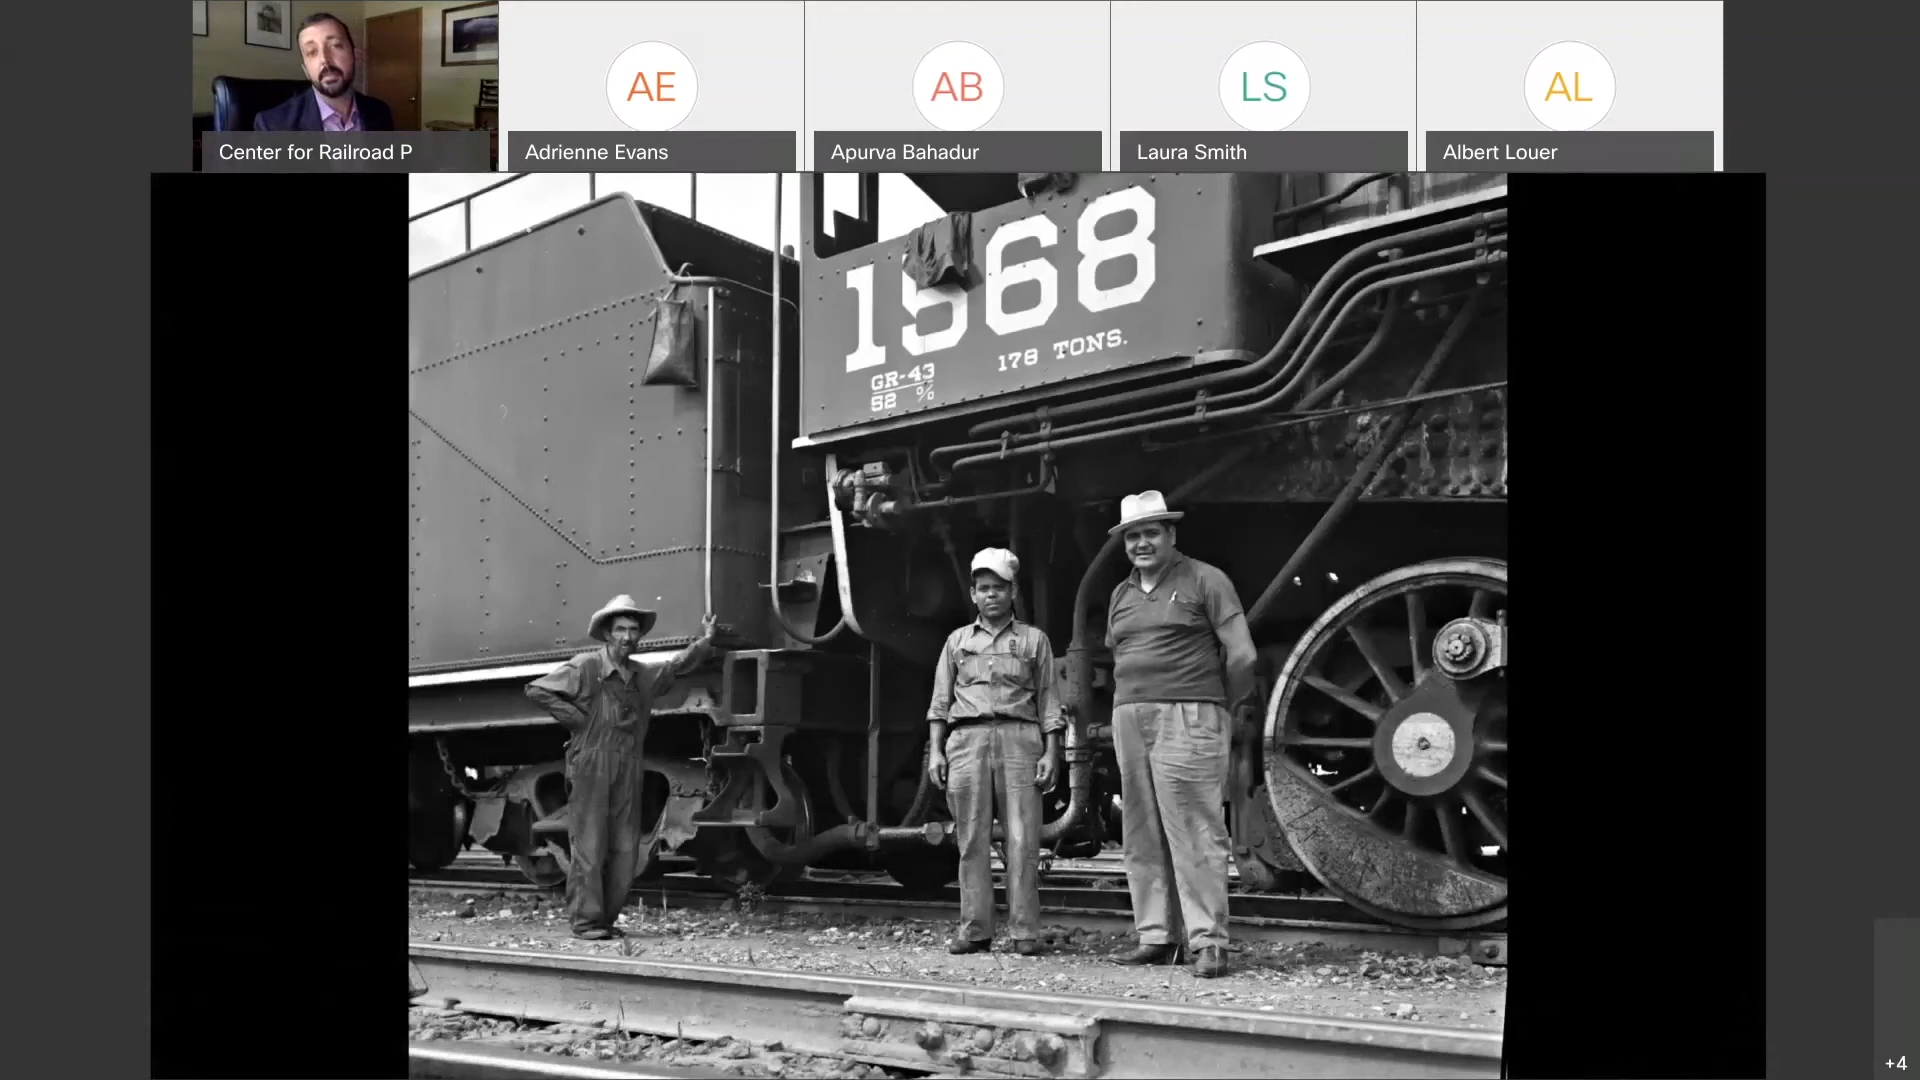 AE
AB
LS
AL
Center for Railroad P
Adrienne Evans
Apurva Bahadur
Laura Smith
Albert Louer
1568
178 TONS.
GR-43
52 %
+4